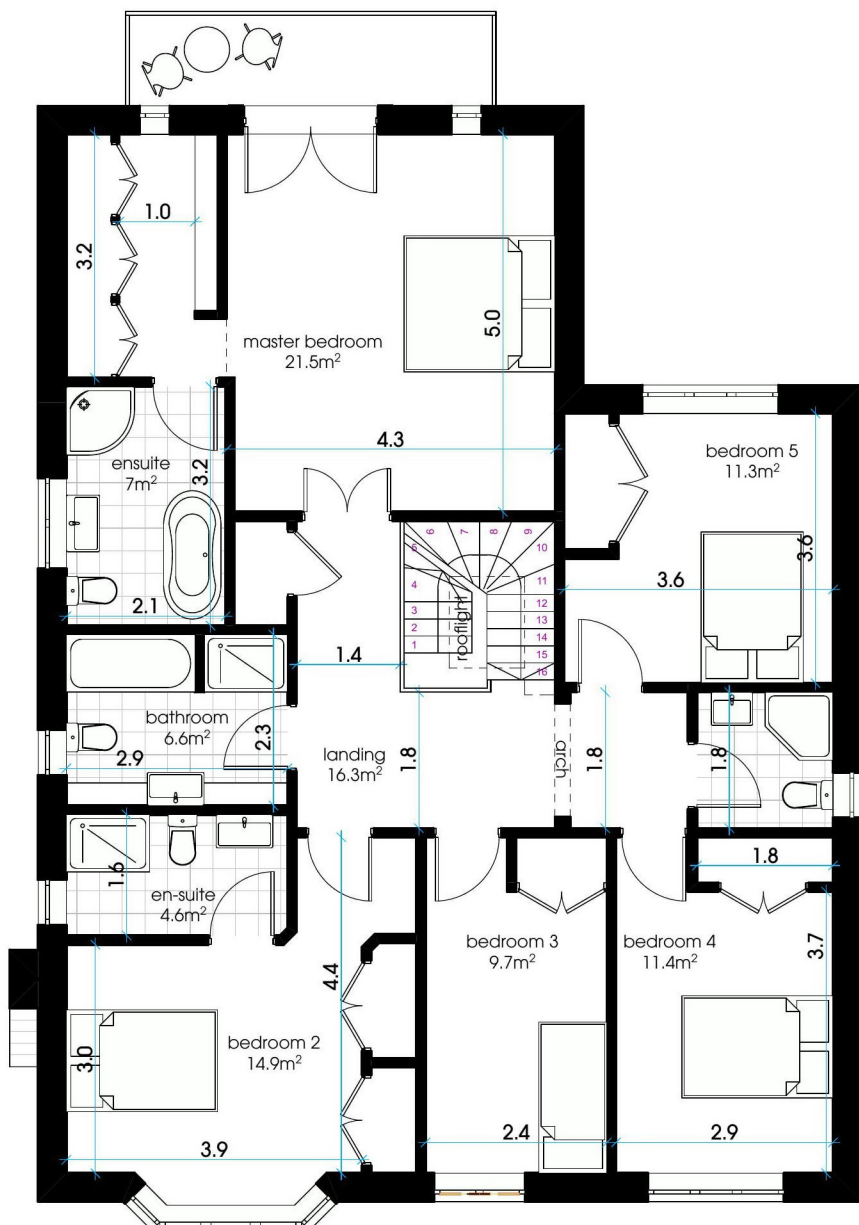 1.0
3.2
5.0
master bedroom
21.5m²
4.3
ensuite
7m²
3.2
2.1
bedroom 5
11.3m²
3.6
3.6
1
2
3
4
5
6
7
8
9
10
11
12
13
14
15
16
rooflight
1.4
bathroom
6.6m²
2.9
2.3
landing
16.3m²
1.8
arch
1.8
1.8
1.6
en-suite
4.6m²
1.8
bedroom 3
9.7m²
bedroom 4
11.4m²
3.7
4.4
bedroom 2
14.9m²
3.0
3.9
2.4
2.9